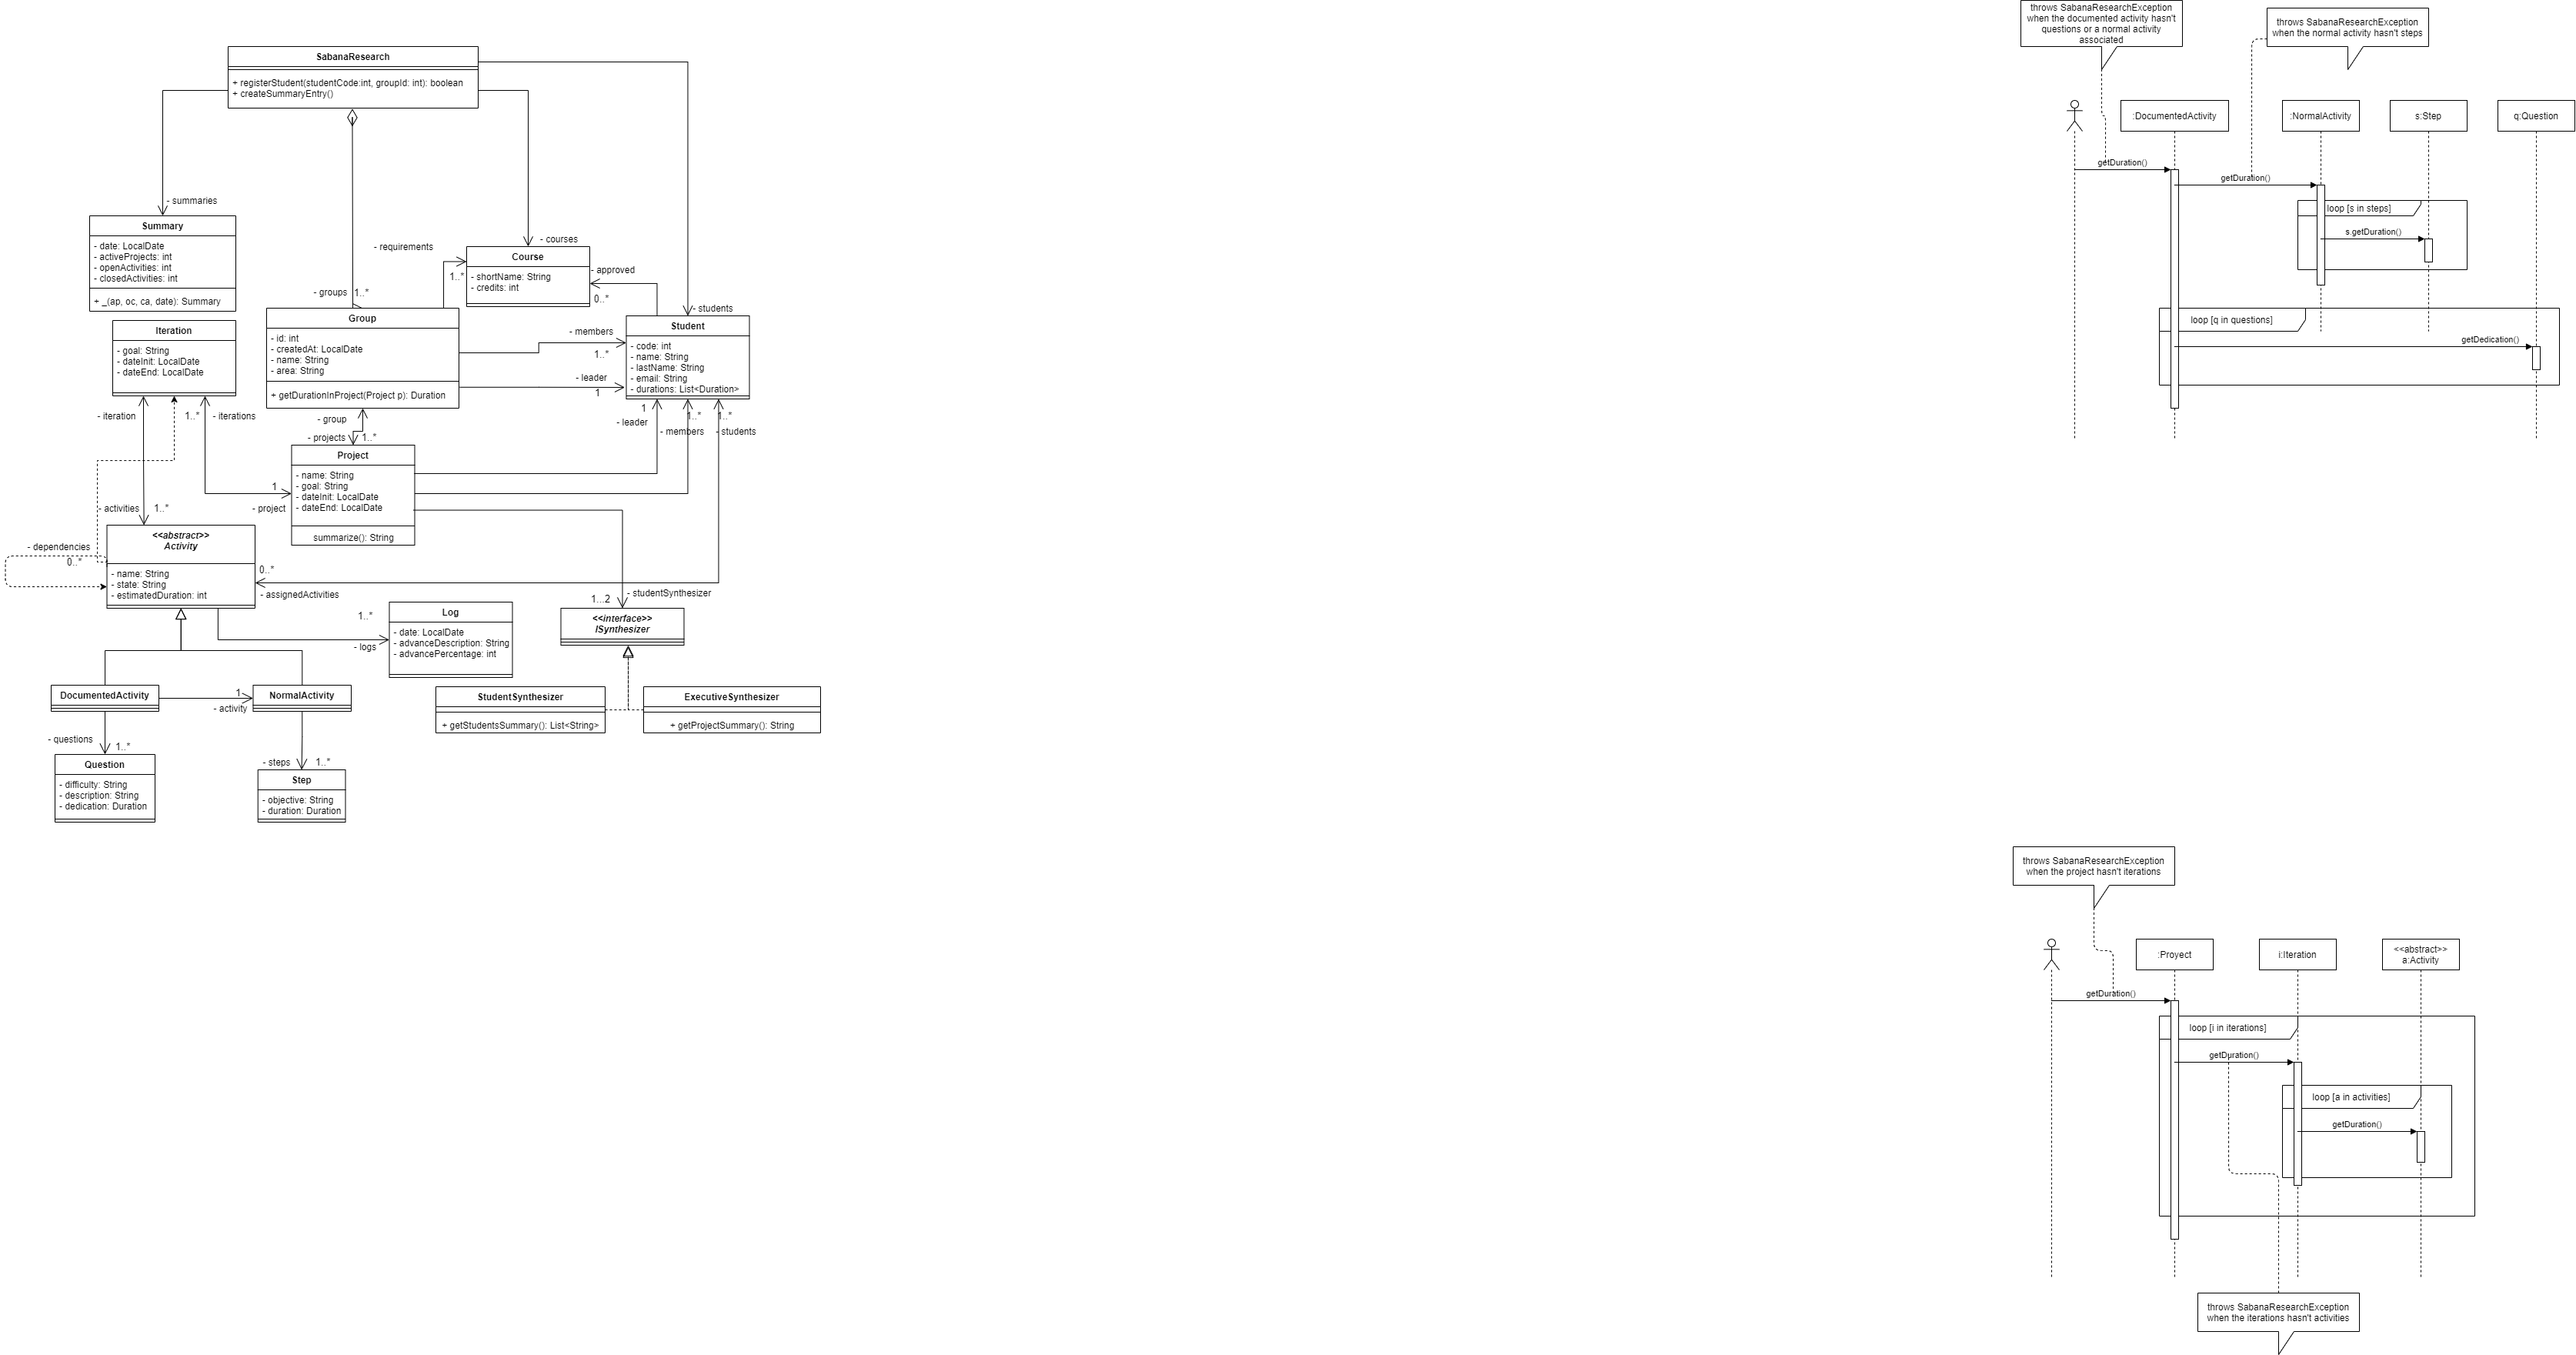 SabanaResearch
+ registerStudent(studentCode:int, groupId: int): boolean
+ createSummaryEntry()
- summaries
Summary
- date: LocalDate
- activeProjects: int
- openActivities: int
- closedActivities: int
+ _(ap, oc, ca, date): Summary
- requirements
1..*
- courses
Course
- shortName: String
- credits: int
- approved
0..*
- groups
1..*
- students
Group
- id: int
- createdAt: LocalDate
- name: String
- area: String
+ getDurationInProject(Project p): Duration
- members
1..*
- leader
1
Student
- code: int
- name: String
- lastName: String
- email: String
- durations: List<Duration>
Iteration
- goal: String
- dateInit: LocalDate
- dateEnd: LocalDate
- iteration
1..*
- iterations
- group
- projects
1..*
1
- leader
1..*
- members
1..*
- students
Project
- name: String
- goal: String
- dateInit: LocalDate
- dateEnd: LocalDate
summarize(): String
1
- project
- activities
1..*
<<abstract>>
Activity
- name: String
- state: String
- estimatedDuration: int
- dependencies
0..*
0..*
- assignedActivities
1..*
- logs
Log
- date: LocalDate
- advanceDescription: String
- advancePercentage: int
- studentSynthesizer
1...2
<<interface>>
ISynthesizer
StudentSynthesizer
+ getStudentsSummary(): List<String>
ExecutiveSynthesizer
+ getProjectSummary(): String
DocumentedActivity
1
- activity
NormalActivity
- questions
1..*
Question
- difficulty: String
- description: String
- dedication: Duration
- steps
1..*
Step
- objective: String
- duration: Duration
throws SabanaResearchException
when the documented activity hasn't
questions or a normal activity
associated
throws SabanaResearchException
when the normal activity hasn't steps
:DocumentedActivity
:NormalActivity
s:Step
q:Question
getDuration()
getDuration()
loop [s in steps]
s.getDuration()
loop [q in questions]
getDedication()
throws SabanaResearchException
when the project hasn't iterations
:Proyect
i:Iteration
<<abstract>>
a:Activity
getDuration()
loop [i in iterations]
getDuration()
loop [a in activities]
getDuration()
throws SabanaResearchException
when the iterations hasn't activities